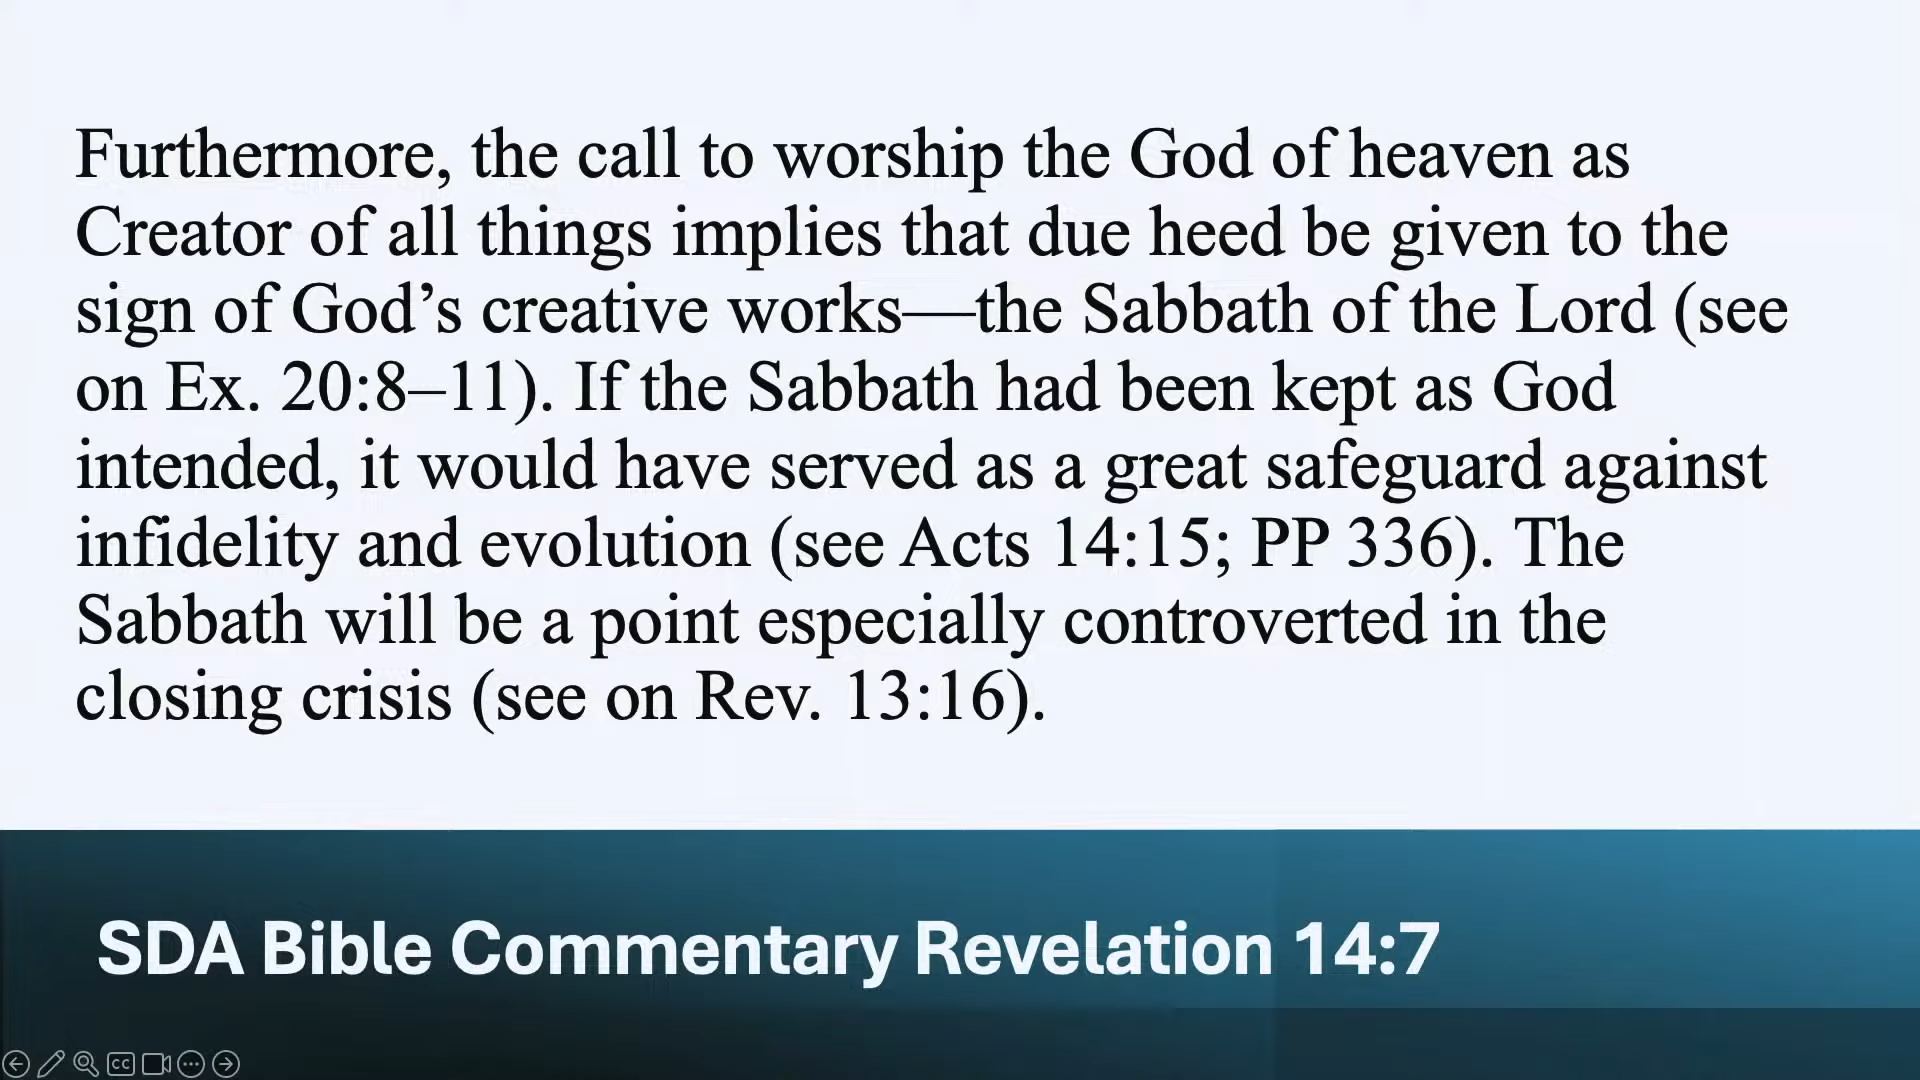 Furthermore, the call to worship the God of heaven as
Creator of all things implies that due heed be given to the
sign of God’s creative works—the Sabbath of the Lord (see
on Ex. 20:8–11). If the Sabbath had been kept as God
intended, it would have served as a great safeguard against
infidelity and evolution (see Acts 14:15; PP 336). The
Sabbath will be a point especially controverted in the
closing crisis (see on Rev. 13:16).
SDA Bible Commentary Revelation 14:7
CC